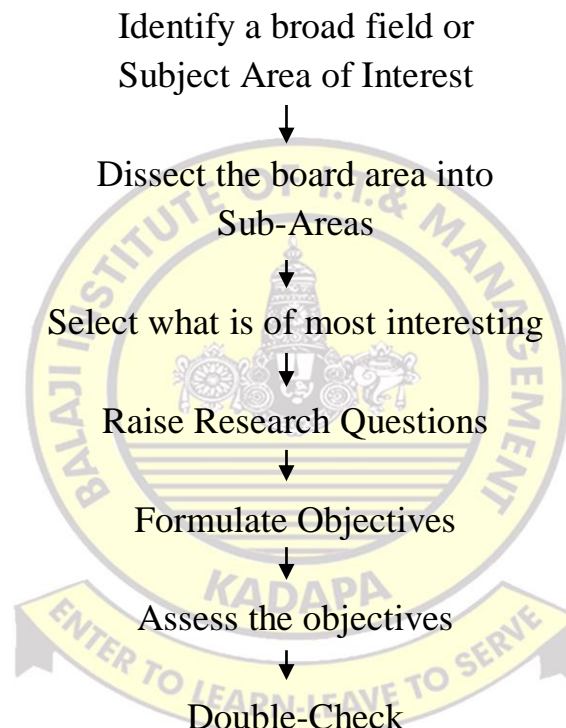 Identify a broad field or
Subject Area of Interest
Dissect the board area into
Sub-Areas
Select what is of most interesting
Raise Research Questions
Formulate Objectives
Assess the objectives
Double-Check
BALAJI INSTITUTE OF I.T.& MANAGEMENT
KADAPA
ENTER TO LEARN-LEAVE TO SERVE